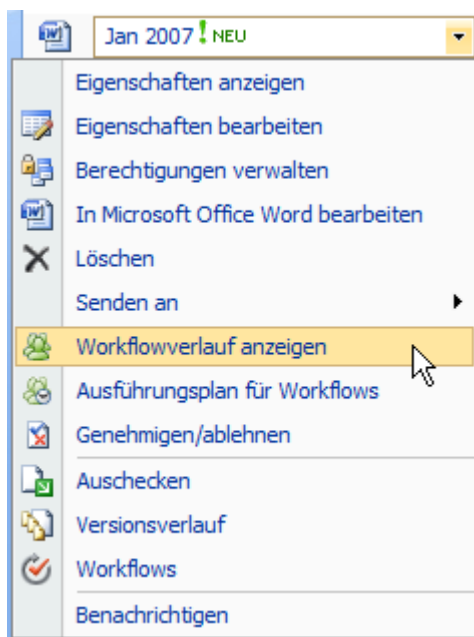 Jan 2007 ! NEU
Eigenschaften anzeigen
Eigenschaften bearbeiten
Berechtigungen verwalten
In Microsoft Office Word bearbeiten
Löschen
Senden an
Workflowverlauf anzeigen
Ausführungsplan für Workflows
Genehmigen/ablehnen
Auschecken
Versionsverlauf
Workflows
Benachrichtigen